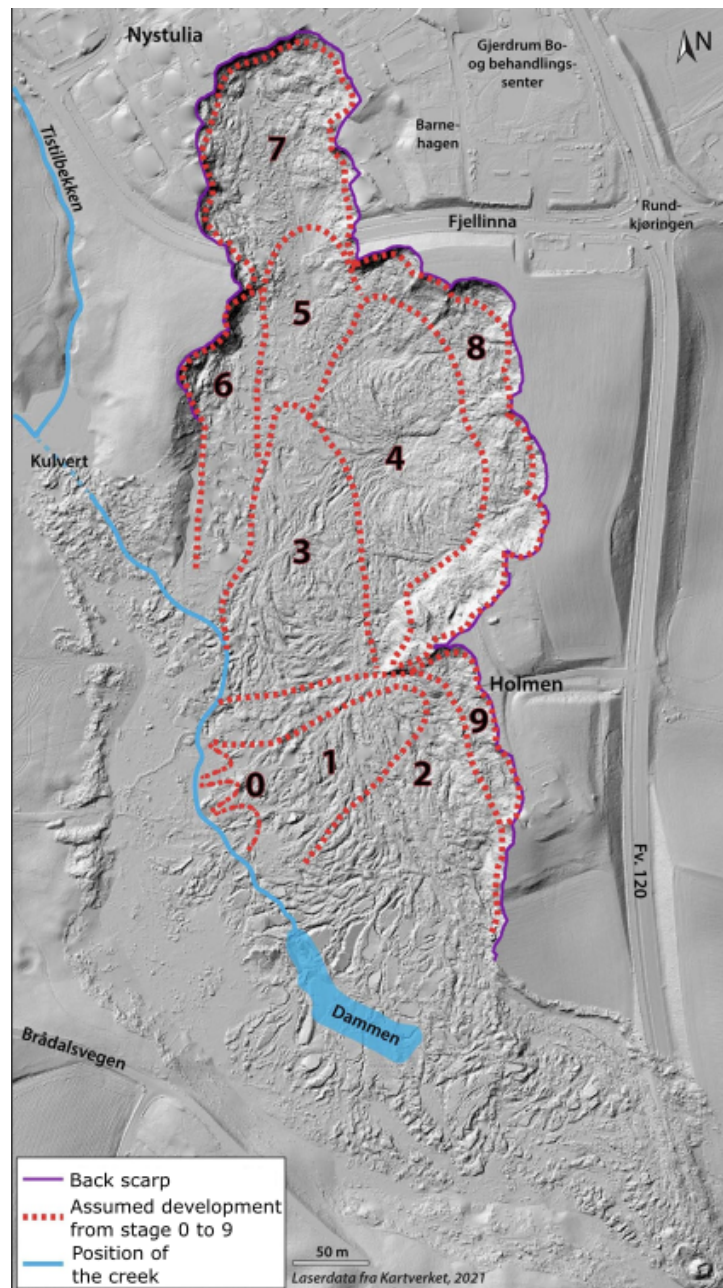 Nystulia
Gjerdrum Bo-
og behandlings-
senter
N
Tistilbekken
Barne-
hagen
7
Rund-
kjøringen
Fjellinna
5
8
6
Kulvert
4
3
Holmen
9
1
2
0
Fv. 120
Dammen
Brådalsvegen
Back scarp
Assumed development
from stage 0 to 9
Position of
the creek
50 m
Laserdata fra Kartverket, 2021